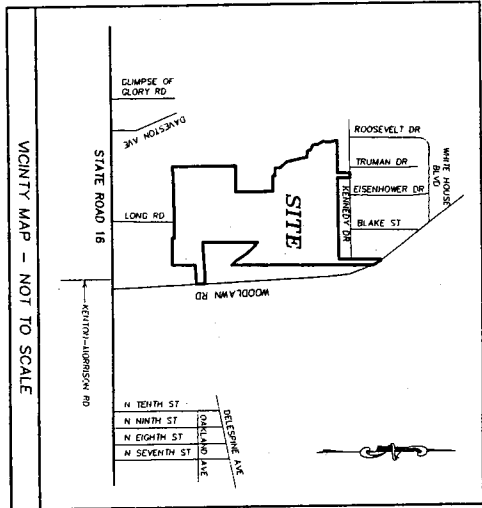 GLIMPSE OF
GLORY RD
DAVESTON AVE
STATE ROAD 16
LONG RD
SITE
ROOSEVELT DR
WHITE HOUSE
BLVD
TRUMAN DR
EISENHOWER DR
KENNEDY DR
BLAKE ST
WOODLAWN RD
KENTON-MORRISON RD
N TENTH ST
N NINTH ST
N EIGHTH ST
N SEVENTH ST
OAKLAND AVE
DELESPINE AVE
VICINTY MAP - NOT TO SCALE